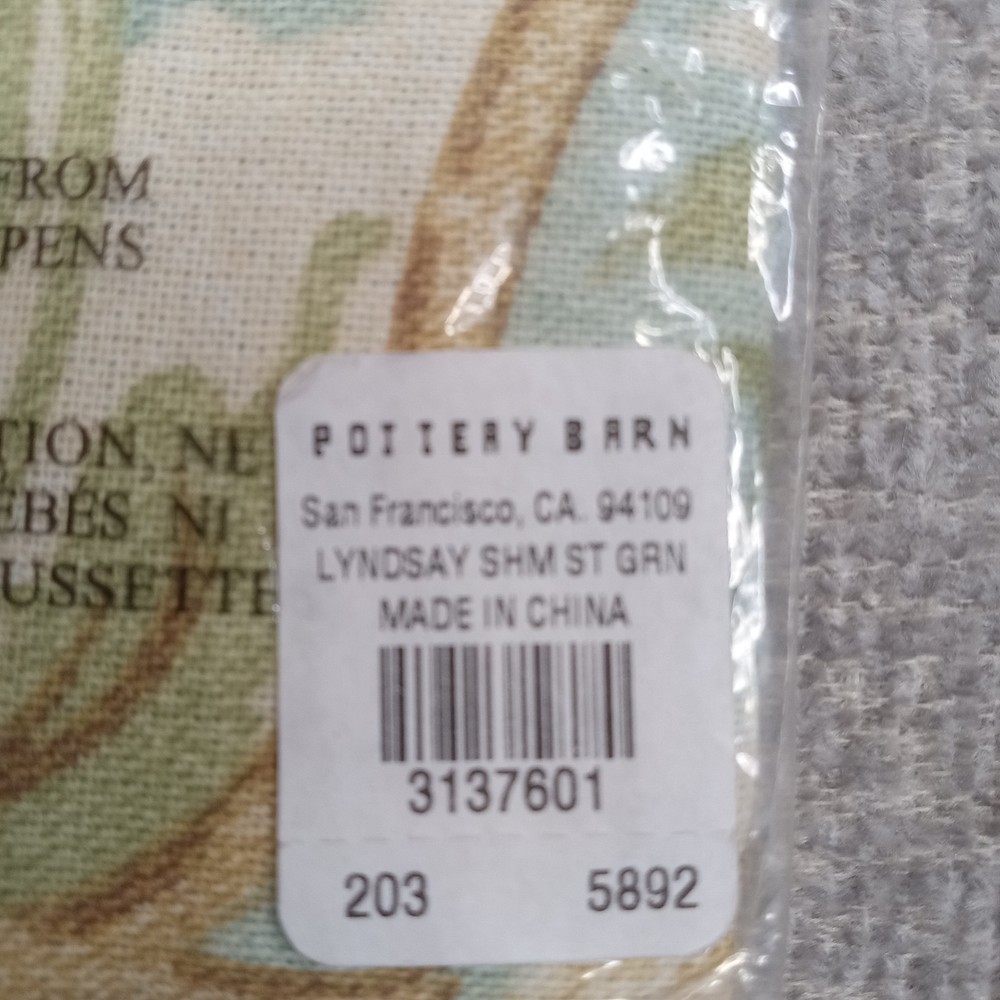 FROM
PENS
TION, NE
ÉBÉS NI
USSETTE
POTTERY BARN
San Francisco, CA. 94109
LYNDSAY SHM ST GRN
MADE IN CHINA
3137601
203 5892